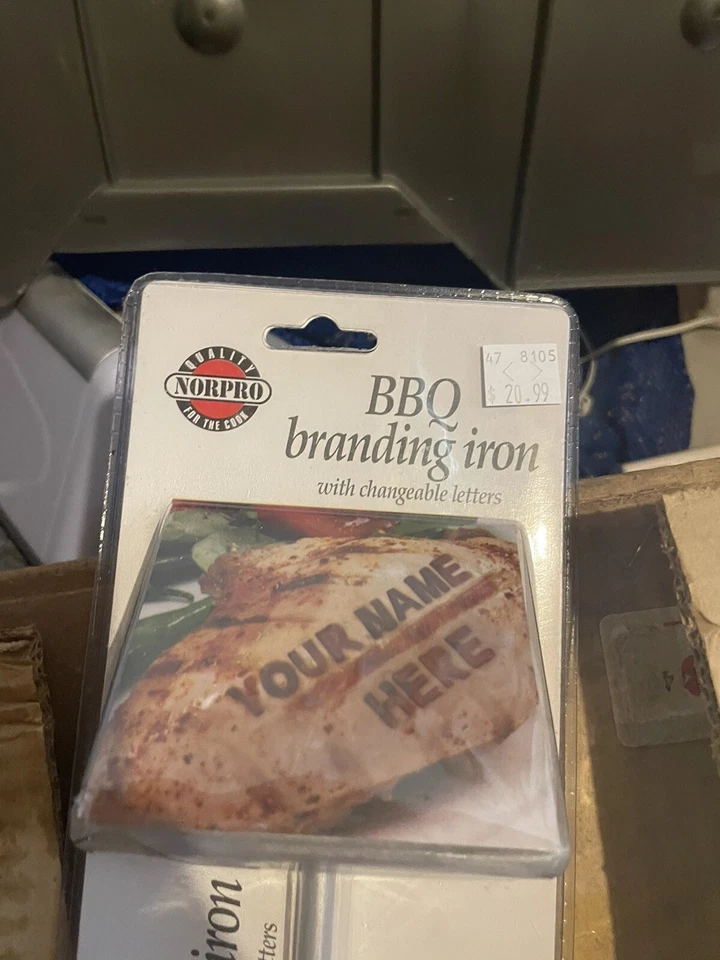 QUALITY
NORPRO
FOR THE COOK
47 8105
$ 20.99
BBQ
branding iron
with changeable letters
YOUR NAME
HERE
iron
tters